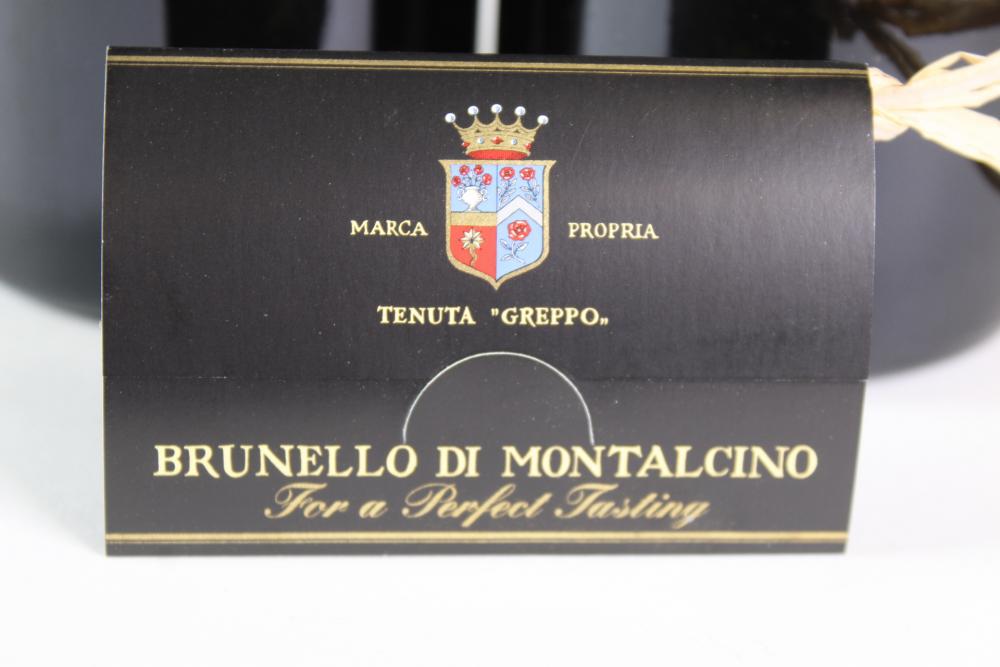 MARCA PROPRIA
TENUTA "GREPPO„
BRUNELLO DI MONTALCINO
For a Perfect Tasting